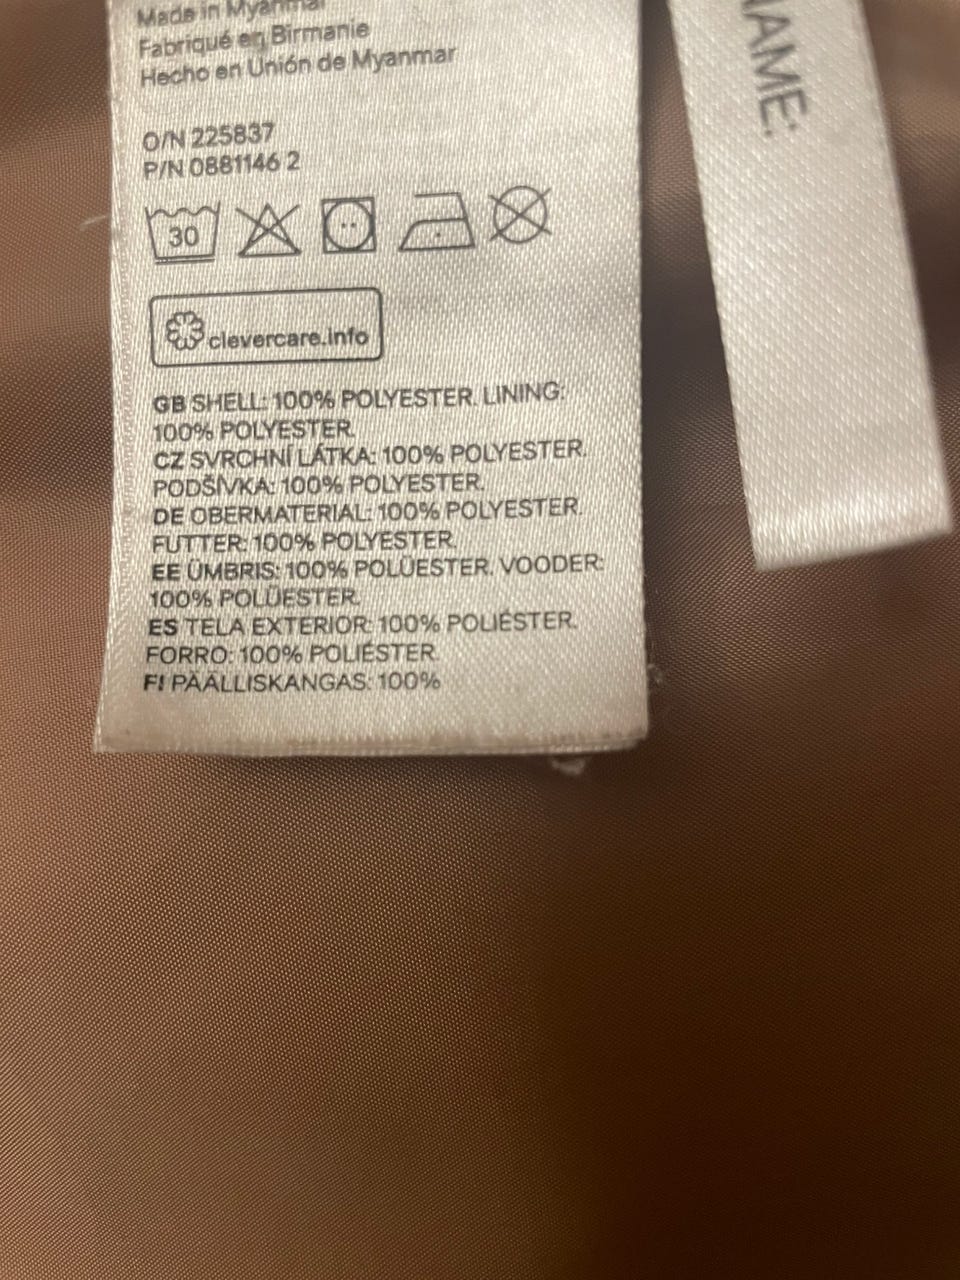 Made in Myanmar
Fabriqué en Birmanie
Hecho en Unión de Myanmar
O/N 225837
P/N 0881146 2
30
clevercare.info
GB SHELL: 100% POLYESTER. LINING:
100% POLYESTER.
CZ SVRCHNÍ LÁTKA: 100% POLYESTER.
PODŠÍVKA: 100% POLYESTER.
DE OBERMATERIAL: 100% POLYESTER.
FUTTER: 100% POLYESTER.
EE ÜMBRIS: 100% POLÜESTER. VOODER:
100% POLÜESTER.
ES TELA EXTERIOR: 100% POLIÉSTER.
FORRO: 100% POLIÉSTER.
FI PÄÄLLISKANGAS: 100%
NAME: